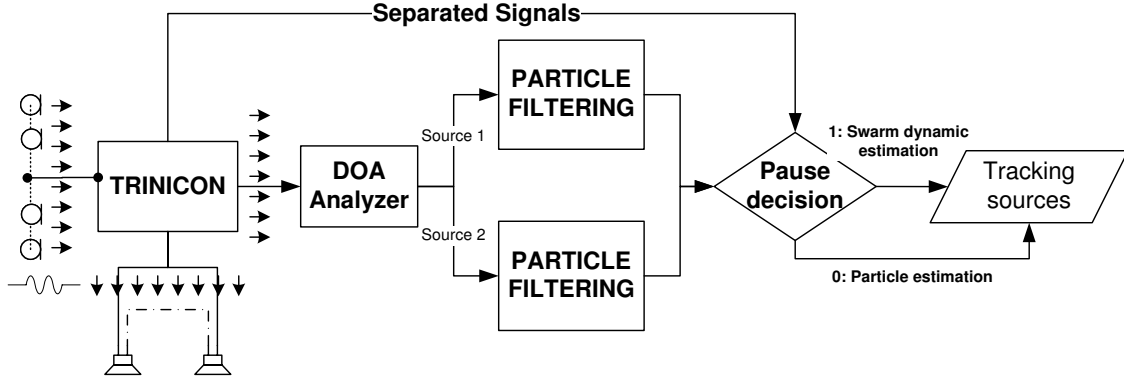 Separated Signals
PARTICLE
FILTERING
Source 1
TRINICON
DOA
Analyzer
1: Swarm dynamic
estimation
Pause
decision
Tracking
sources
Source 2
PARTICLE
FILTERING
0: Particle estimation